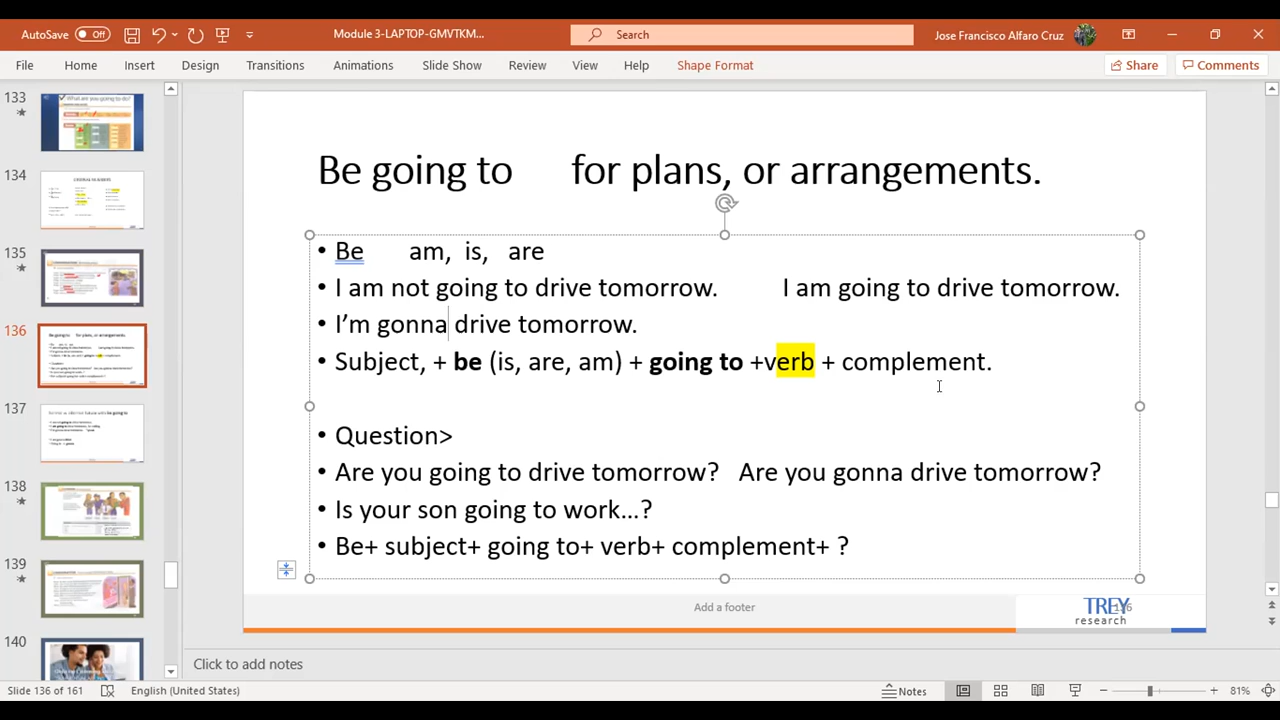 AutoSave Off Module 3-LAPTOP-GMVTKM... Search Jose Francisco Alfaro Cruz
File Home Insert Design Transitions Animations Slide Show Review View Help Shape Format Share Comments
133
134
135
136
137
138
139
140
Be going to for plans, or arrangements.
• Be am, is, are
• I am not going to drive tomorrow. I am going to drive tomorrow.
• I’m gonna drive tomorrow.
• Subject, + be (is, are, am) + going to +verb + complement.
• Question>
• Are you going to drive tomorrow? Are you gonna drive tomorrow?
• Is your son going to work...?
• Be+ subject+ going to+ verb+ complement+ ?
Add a footer
TREY 136
research
Click to add notes
Slide 136 of 161 English (United States) Notes 81%